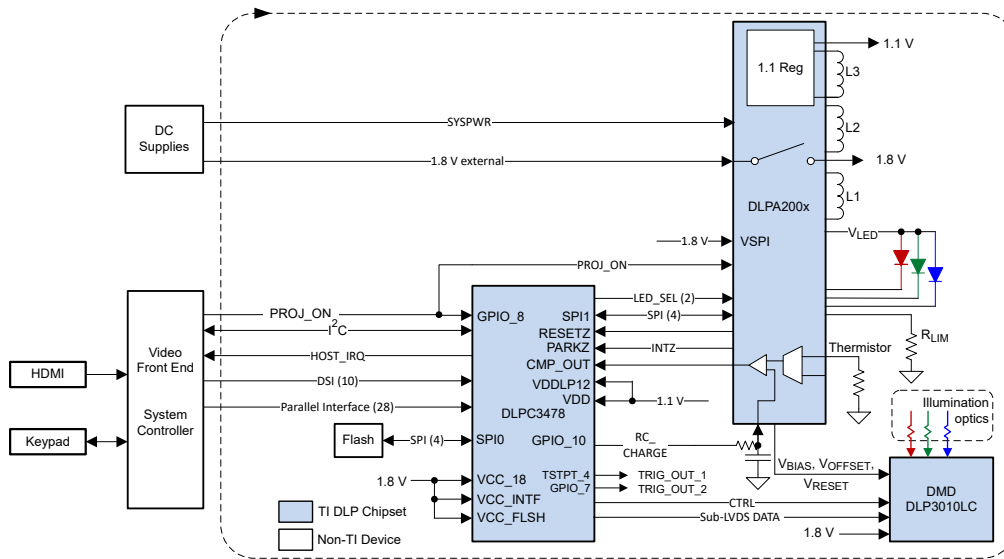 1.1 Reg
1.1 V
L3
L2
L1
DC
Supplies
SYSPWR
1.8 V external
1.8 V
DLPA200x
1.8 V
VSPI
VLED
PROJ_ON
Video
Front End
System
Controller
HDMI
Keypad
PROJ_ON
I2C
HOST_IRQ
DSI (10)
Parallel Interface (28)
Flash
SPI (4)
1.8 V
GPIO_8
SPI1
RESETZ
PARKZ
CMP_OUT
VDDLP12
VDD
DLPC3478
SPI0
GPIO_10
TSTPT_4
GPIO_7
VCC_18
VCC_INTF
VCC_FLSH
LED_SEL (2)
SPI (4)
INTZ
1.1 V
RC_
CHARGE
TRIG_OUT_1
TRIG_OUT_2
CTRL
Sub-LVDS DATA
RLIM
Thermistor
Illumination
optics
VBIAS, VOFFSET,
VRESET
DMD
DLP3010LC
1.8 V
TI DLP Chipset
Non-TI Device